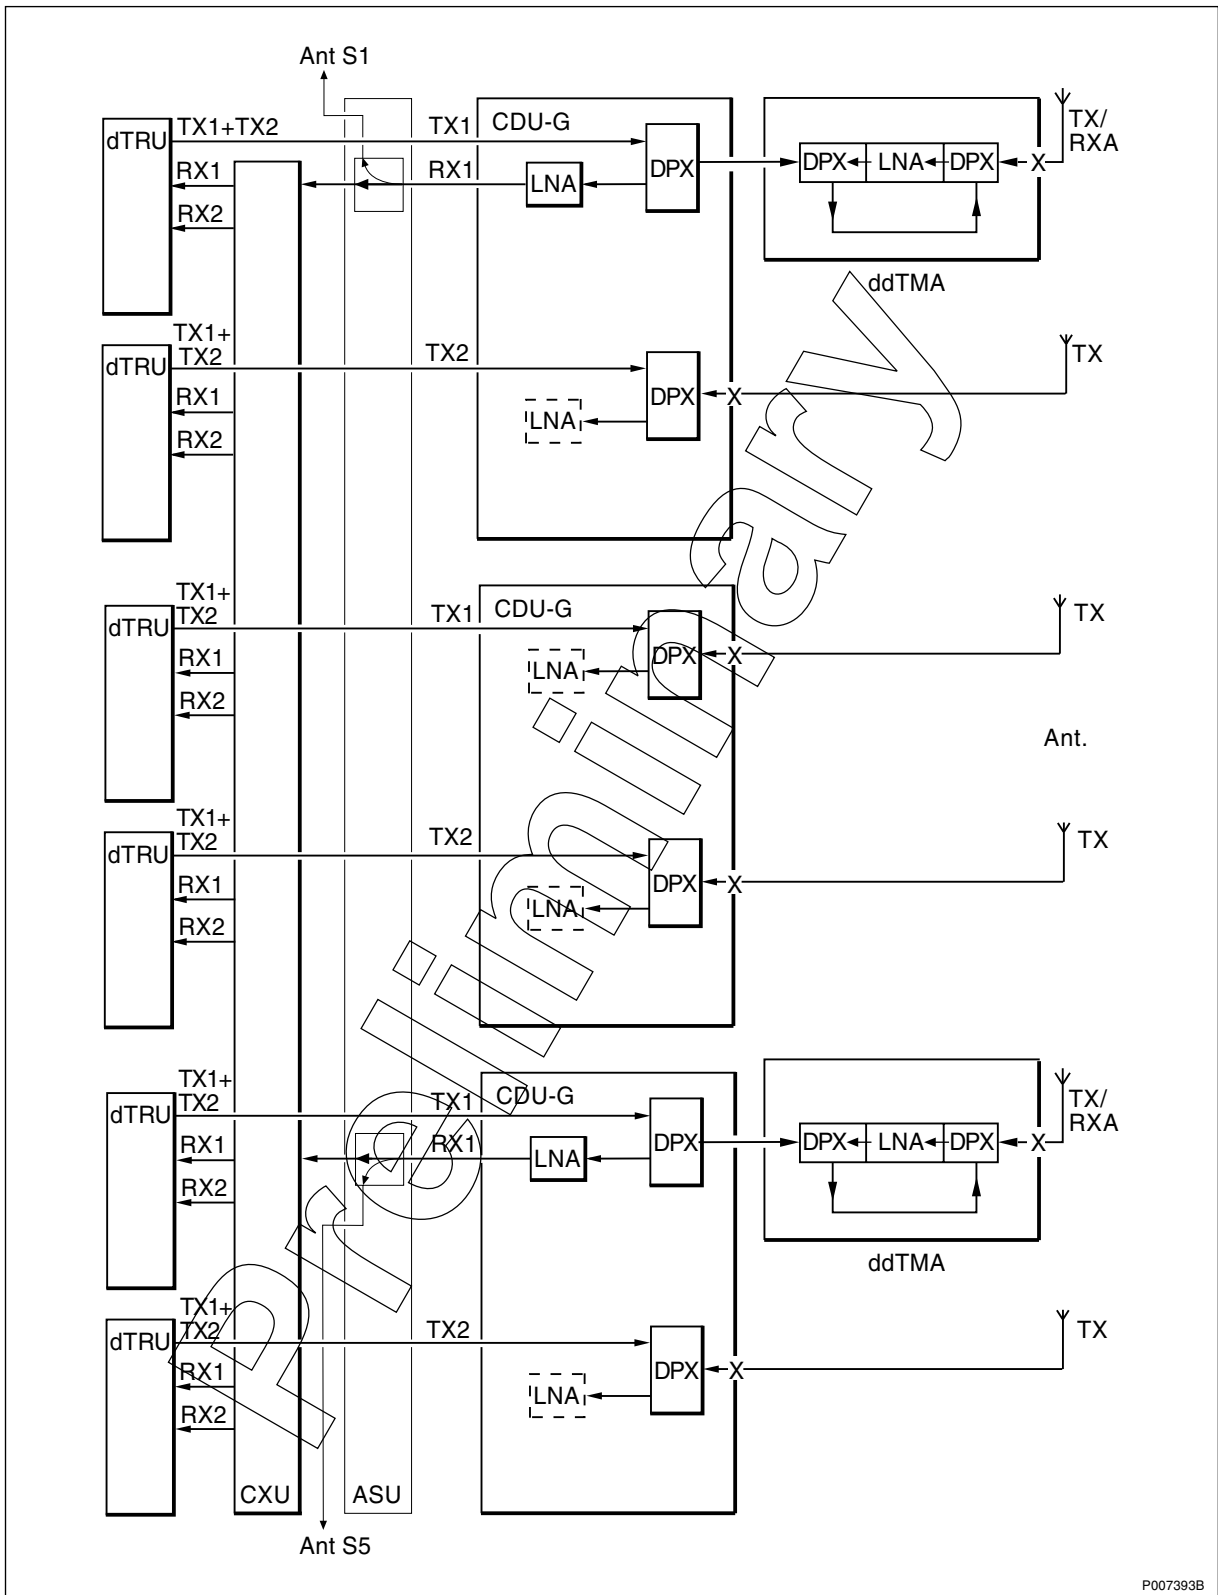 Ant S1
dTRU TX1+TX2 TX1 CDU-G DPX TX/
RXA
RX1 RX1 LNA DPX LNA DPX X
RX2
ddTMA
TX1+
dTRU TX2 TX2 DPX X TX
RX1 LNA
RX2
TX1+
dTRU TX2 TX1 CDU-G DPX X TX
RX1 LNA
RX2
Ant.
TX1+
dTRU TX2 TX2 DPX X TX
RX1 LNA
RX2
TX1+
dTRU TX2 TX1 CDU-G DPX TX/
RXA
RX1 RX1 LNA DPX LNA DPX X
RX2
ddTMA
TX1+
dTRU TX2 TX2 DPX X TX
RX1 LNA
RX2
CXU ASU
Ant S5
Preliminary
P007393B